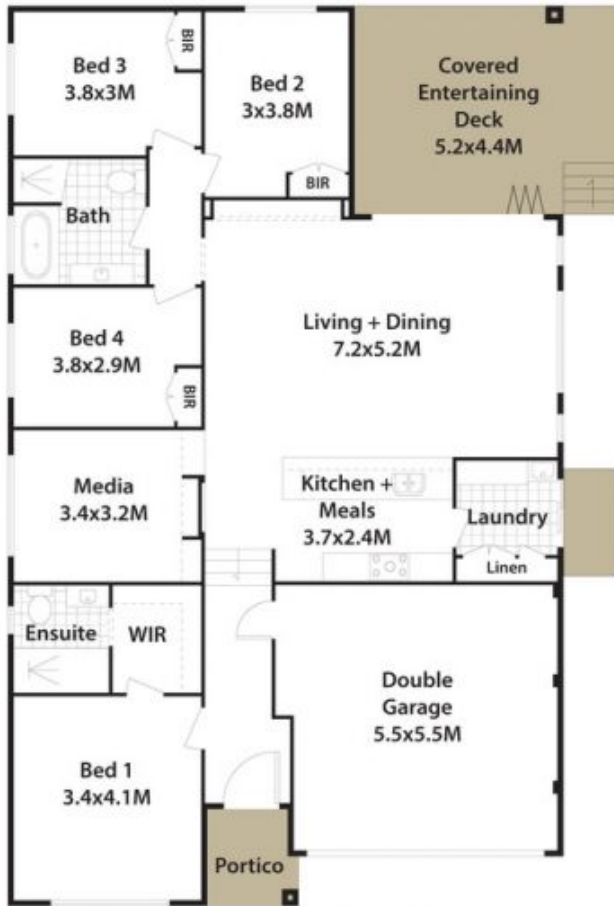 Bed 3
3.8x3M
BIR
Bed 2
3x3.8M
BIR
Covered
Entertaining
Deck
5.2x4.4M
Bath
Living + Dining
7.2x5.2M
Bed 4
3.8x2.9M
BIR
Media
3.4x3.2M
Kitchen +
Meals
3.7x2.4M
Laundry
Linen
Ensuite
WIR
Double
Garage
5.5x5.5M
Bed 1
3.4x4.1M
Portico